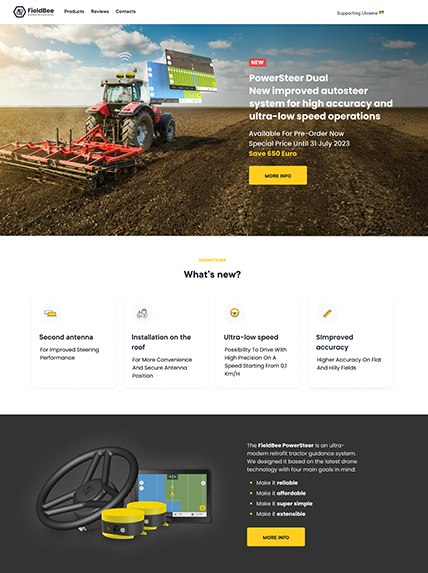 FieldBee
Products Reviews Contacts
Supporting Ukraine
NEW
PowerSteer Dual
New improved autosteer
system for high accuracy and
ultra-low speed operations
Available For Pre-Order Now
Special Price Until 31 July 2023
Save 650 Euro
MORE INFO
ADVANTAGES
What's new?
Second antenna
For Improved Steering
Performance
Installation on the
roof
For More Convenience
And Secure Antenna
Position
Ultra-low speed
Possibility To Drive With
High Precision On A
Speed Starting From 0,1
Km/H
SImproved
accuracy
Higher Accuracy On Flat
And Hilly Fields
The FieldBee PowerSteer is an ultra-
modern retrofit tractor guidance system.
We designed it based on the latest drone
technology with four main goals in mind:
Make it reliable
Make it affordable
Make it super simple
Make it extensible
MORE INFO